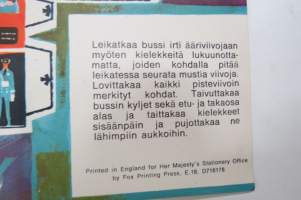 Leikatkaa bussi irti ääriviivojaan
myöten kielekkeitä lukuunotta-
matta, joiden kohdalla pitää
leikatessa seurata mustia viivoja.
Lovittakaa kaikki pisteviivoin
merkityt kohdat. Taivuttakaa
bussin kyljet sekä etu- ja takaosa
alas ja taittakaa kielekkeet
sisäänpäin ja pujottakaa ne
lähimpiin aukkoihin.
Printed in England for Her Majesty's Stationery Office
by Fox Printing Press, E.18. D716176